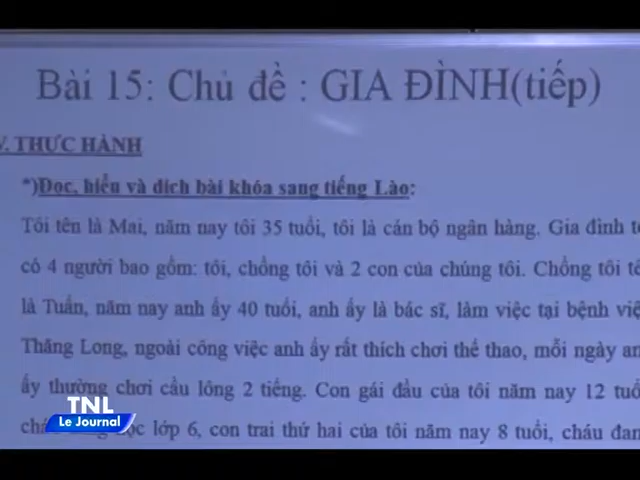 Bài 15: Chủ đề : GIA ĐÌNH(tiếp)
V. THỰC HÀNH
*)Đọc, hiểu và dịch bài khóa sang tiếng Lào:
Tôi tên là Mai, năm nay tôi 35 tuổi, tôi là cán bộ ngân hàng. Gia đình
có 4 người bao gồm: tôi, chồng tôi và 2 con của chúng tôi. Chồng tôi
là Tuấn, năm nay anh ấy 40 tuổi, anh ấy là bác sĩ, làm việc tại bệnh
Thăng Long, ngoài công việc anh ấy rất thích chơi thể thao, mỗi ngày
ấy thường chơi cầu lông 2 tiếng. Con gái đầu của tôi năm nay 12
lớp 6, con trai thứ hai của tôi năm nay 8 tuổi, cháu
TNL
Le Journal